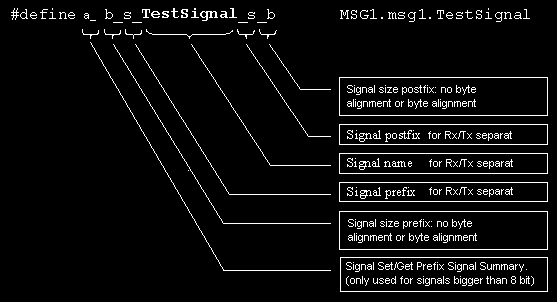 #define a_ b_s_TestSignal_s_b MSG1.msg1.TestSignal
Signal size postfix: no byte
alignment or byte alignment
Signal postfix for Rx/Tx separat
Signal name for Rx/Tx separat
Signal prefix for Rx/Tx separat
Signal size prefix: no byte
alignment or byte alignment
Signal Set/Get Prefix Signal Summary.
(only used for signals bigger than 8 bit)